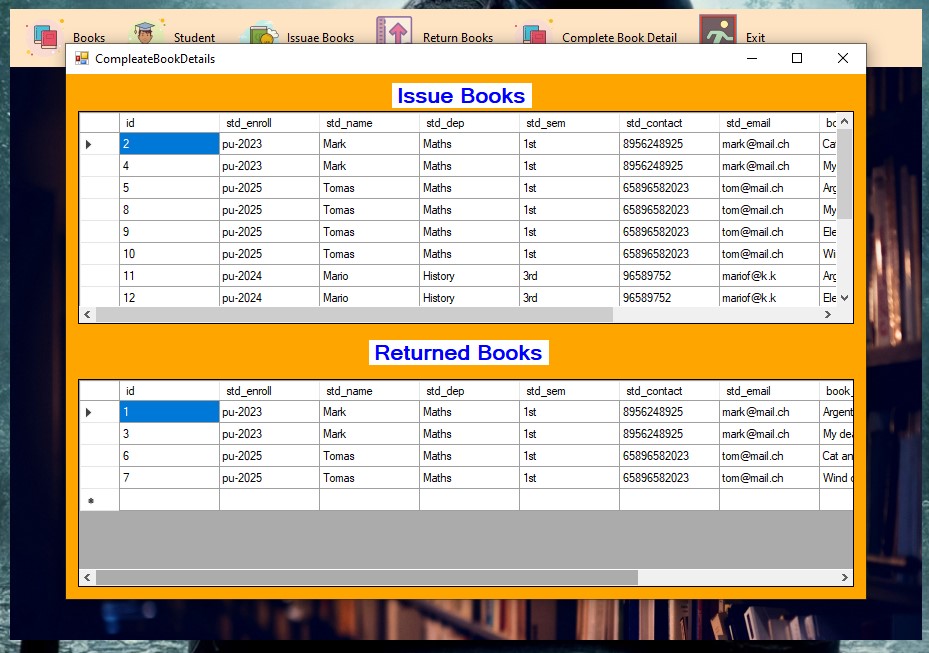 Books Student Issuae Books Return Books Complete Book Detail Exit
CompleateBookDetails
Issue Books
id std_enroll std_name std_dep std_sem std_contact std_email
2 pu-2023 Mark Maths 1st 8956248925 mark@mail.ch
4 pu-2023 Mark Maths 1st 8956248925 mark@mail.ch My
5 pu-2025 Tomas Maths 1st 65896582023 tom@mail.ch
8 pu-2025 Tomas Maths 1st 65896582023 tom@mail.ch My
9 pu-2025 Tomas Maths 1st 65896582023 tom@mail.ch
10 pu-2025 Tomas Maths 1st 65896582023 tom@mail.ch
11 pu-2024 Mario History 3rd 96589752 mariof@k.k
12 pu-2024 Mario History 3rd 96589752 mariof@k.k
Returned Books
id std_enroll std_name std_dep std_sem std_contact std_email book_
1 pu-2023 Mark Maths 1st 8956248925 mark@mail.ch Argent
3 pu-2023 Mark Maths 1st 8956248925 mark@mail.ch My dea
6 pu-2025 Tomas Maths 1st 65896582023 tom@mail.ch Cat an
7 pu-2025 Tomas Maths 1st 65896582023 tom@mail.ch Wind